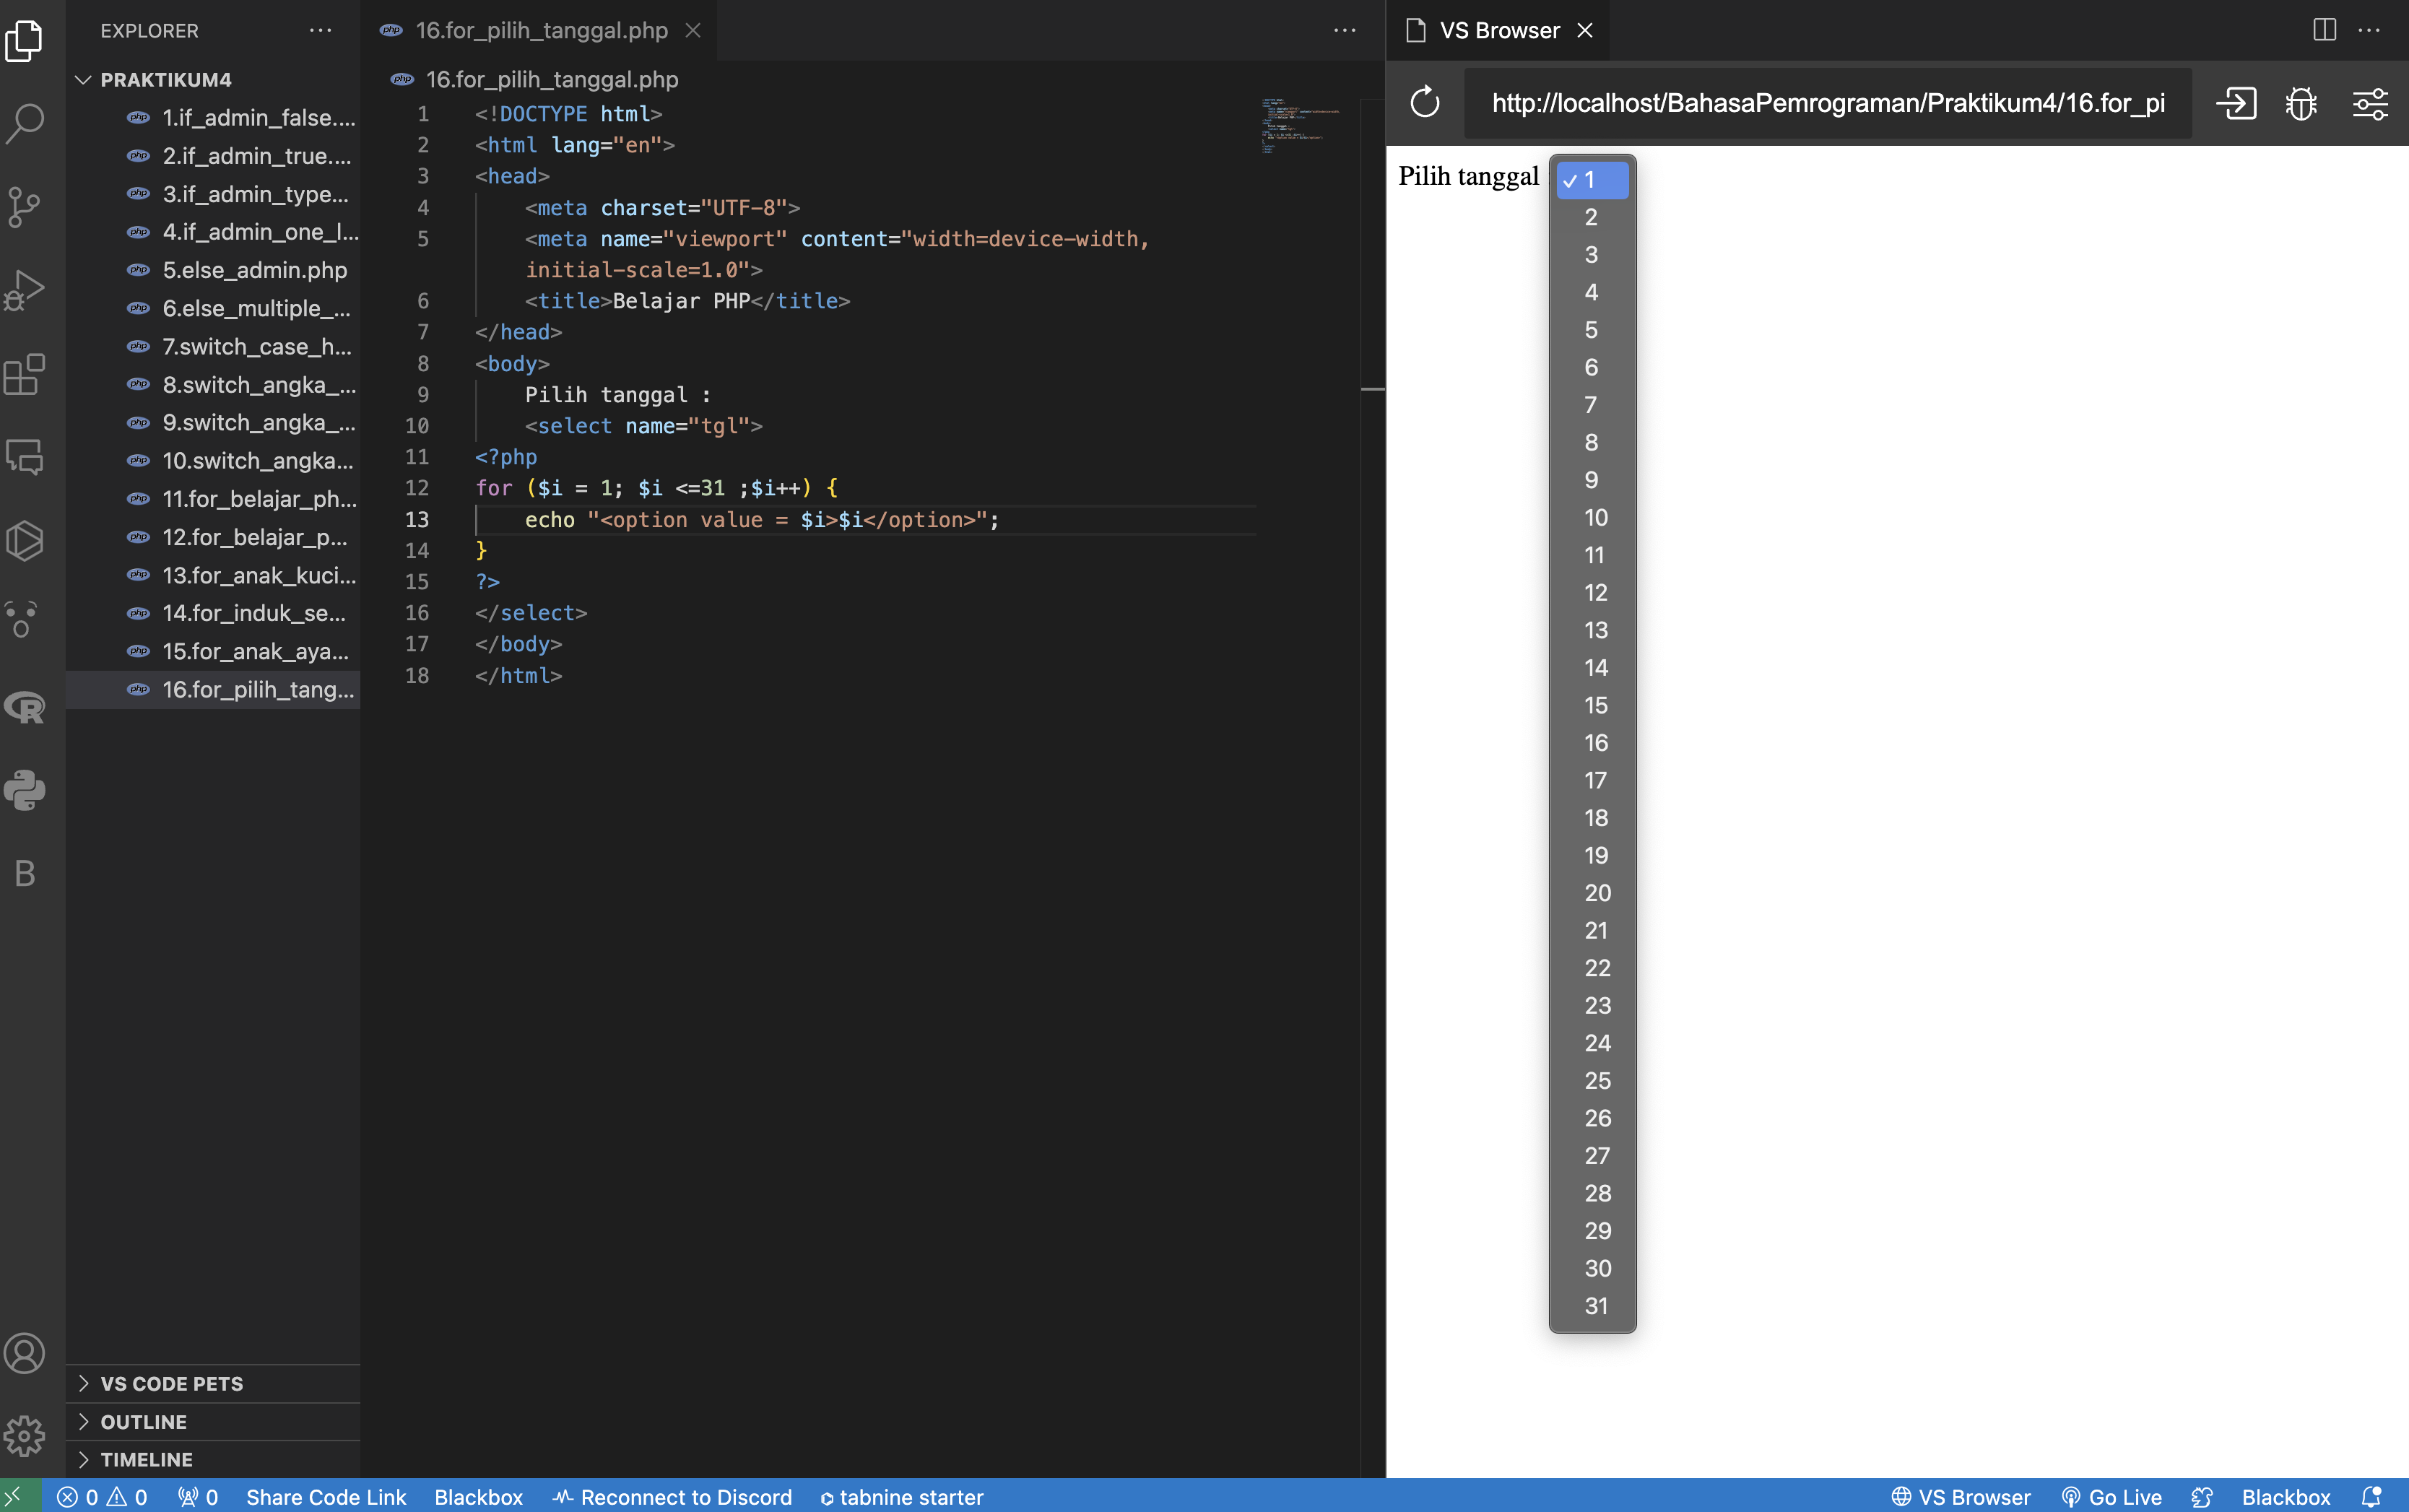 EXPLORER
PRAKTIKUM4
1.if_admin_false....
2.if_admin_true....
3.if_admin_type...
4.if_admin_one_l...
5.else_admin.php
6.else_multiple_...
7.switch_case_h...
8.switch_angka_...
9.switch_angka_...
10.switch_angka...
11.for_belajar_ph...
12.for_belajar_p...
13.for_anak_kuci...
14.for_induk_se...
15.for_anak_aya...
16.for_pilih_tang...
B
VS CODE PETS
OUTLINE
TIMELINE
16.for_pilih_tanggal.php
16.for_pilih_tanggal.php
1 <!DOCTYPE html>
2 <html lang="en">
3 <head>
4 <meta charset="UTF-8">
5 <meta name="viewport" content="width=device-width,
initial-scale=1.0">
6 <title>Belajar PHP</title>
7 </head>
8 <body>
9 Pilih tanggal :
10 <select name="tgl">
11 <?php
12 for ($i = 1; $i <=31 ;$i++) {
13 echo "<option value = $i>$i</option>";
14 }
15 ?>
16 </select>
17 </body>
18 </html>
VS Browser
http://localhost/BahasaPemrograman/Praktikum4/16.for_pi
Pilih tanggal
1
2
3
4
5
6
7
8
9
10
11
12
13
14
15
16
17
18
19
20
21
22
23
24
25
26
27
28
29
30
31
0 0 0 Share Code Link Blackbox Reconnect to Discord tabnine starter VS Browser Go Live Blackbox